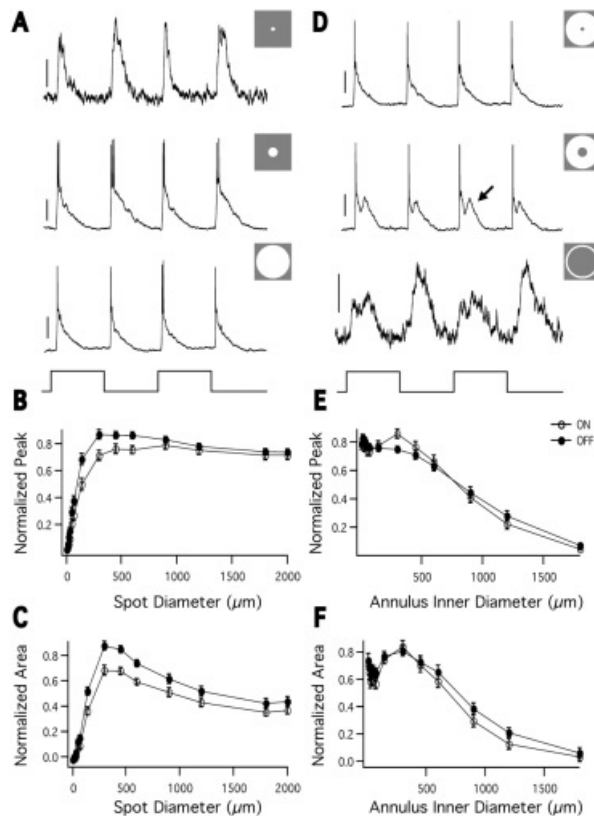 A
D
B
Normalized Peak
0.8
0.6
0.4
0.2
0
500
1000
1500
2000
Spot Diameter (µm)
E
ON
OFF
Normalized Peak
0.8
0.6
0.4
0.2
500
1000
1500
Annulus Inner Diameter (µm)
C
Normalized Area
0.8
0.6
0.4
0.2
0.0
0
500
1000
1500
2000
Spot Diameter (µm)
F
Normalized Area
0.8
0.6
0.4
0.2
0.0
500
1000
1500
Annulus Inner Diameter (µm)